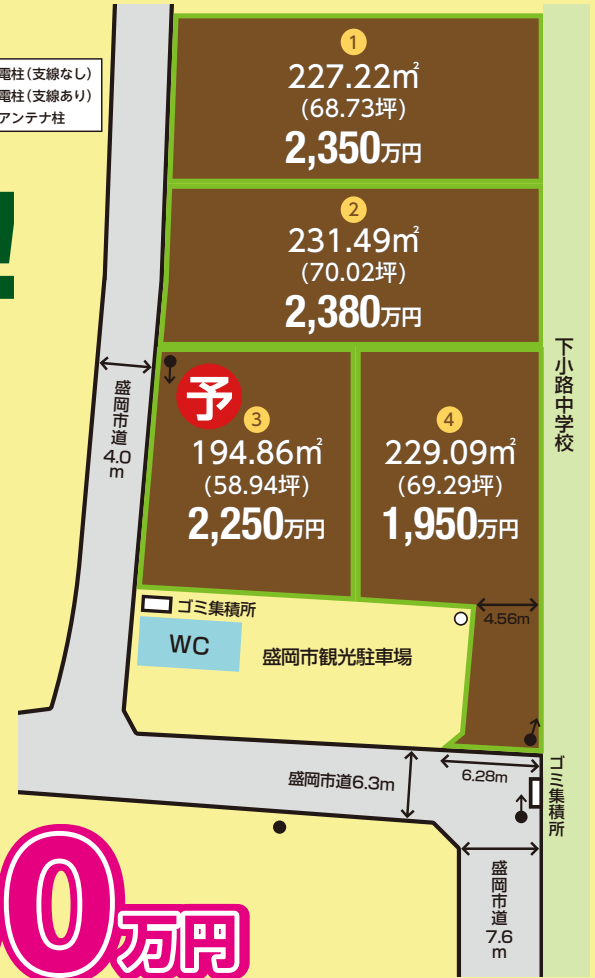 電柱(支線なし)
電柱(支線あり)
アンテナ柱
!
1
227.22㎡
(68.73坪)
2,350万円
2
231.49㎡
(70.02坪)
2,380万円
予
3
194.86㎡
(58.94坪)
2,250万円
4
229.09㎡
(69.29坪)
1,950万円
下小路中学校
盛岡市道4.0m
ゴミ集積所
WC
盛岡市観光駐車場
4.56m
盛岡市道6.3m
6.28m
ゴミ集積所
盛岡市道7.6m
0万円